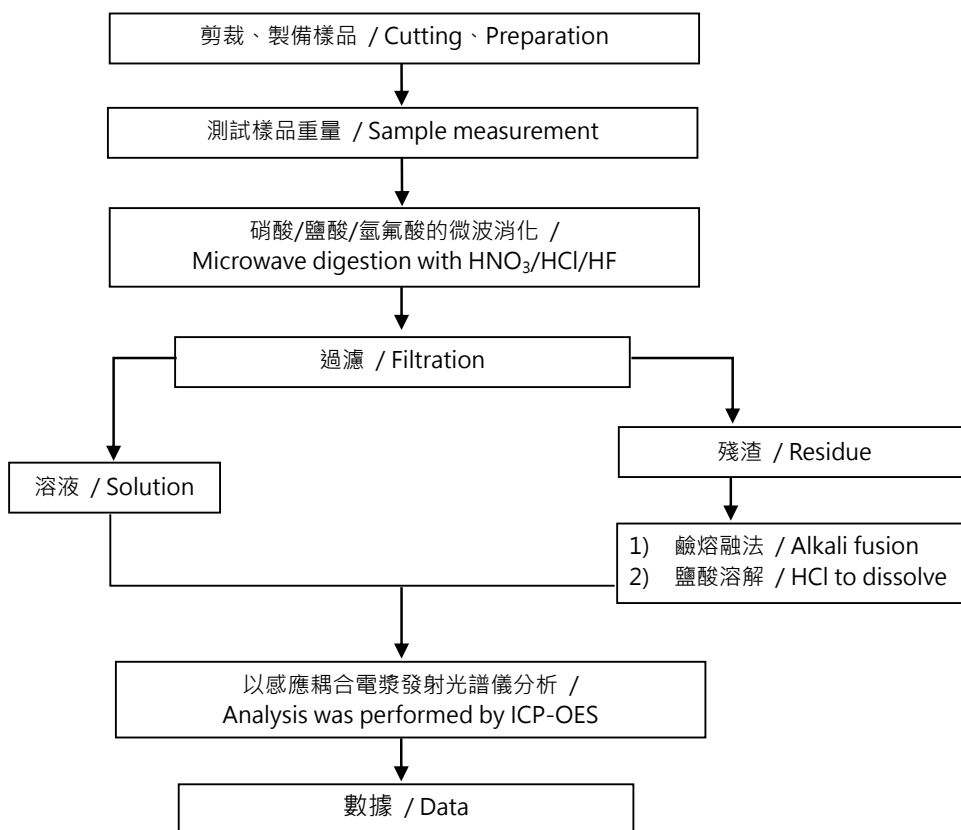 剪裁、製備樣品 / Cutting、Preparation
測試樣品重量 / Sample measurement
硝酸/鹽酸/氫氟酸的微波消化 /
Microwave digestion with HNO₃/HCl/HF
過濾 / Filtration
溶液 / Solution
殘渣 / Residue
1) 鹼熔融法 / Alkali fusion
2) 鹽酸溶解 / HCl to dissolve
以感應耦合電漿發射光譜儀分析 /
Analysis was performed by ICP-OES
數據 / Data